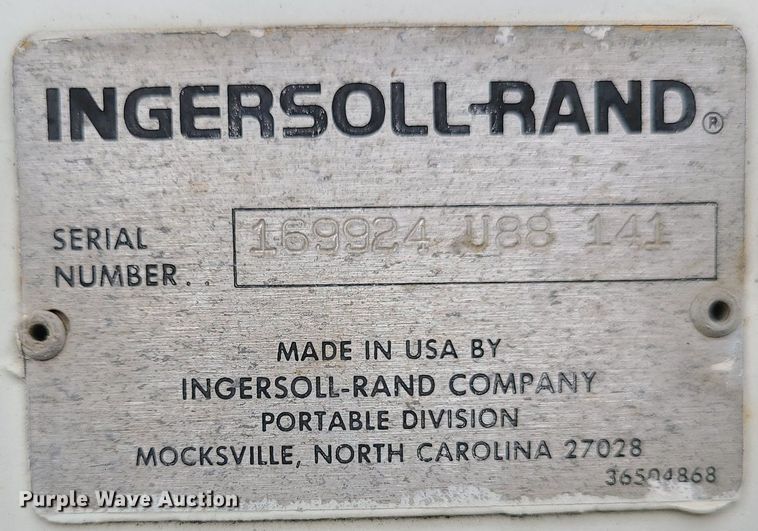 INGERSOLL-RAND®
SERIAL
NUMBER.. 169924 U88 141
MADE IN USA BY
INGERSOLL-RAND COMPANY
PORTABLE DIVISION
MOCKSVILLE, NORTH CAROLINA 27028
36504868
Purple Wave Auction